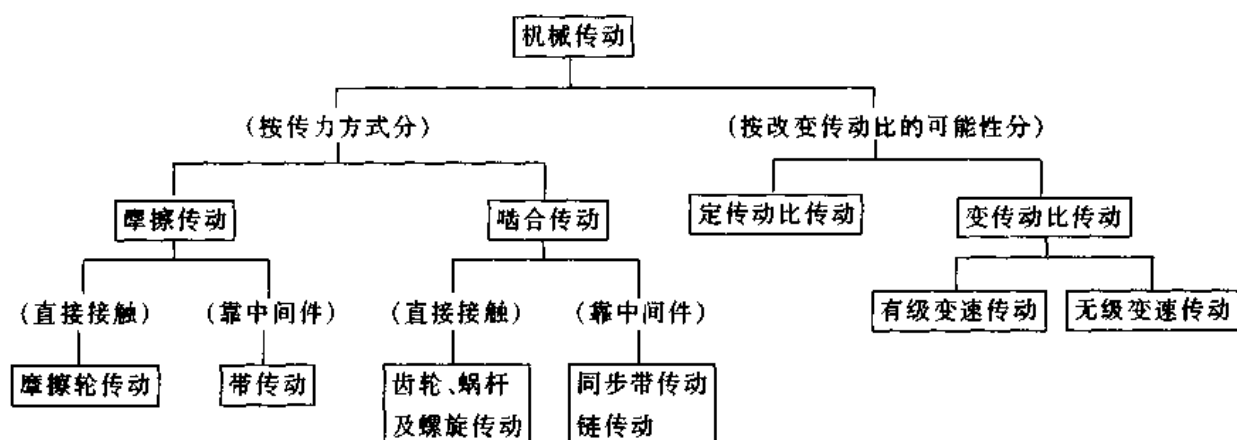 机械传动
(按传力方式分)
(按改变传动比的可能性分)
摩擦传动
啮合传动
定传动比传动
变传动比传动
(直接接触)
(靠中间件)
(直接接触)
(靠中间件)
有级变速传动
无级变速传动
摩擦轮传动
带传动
齿轮、蜗杆
及螺旋传动
同步带传动
链传动